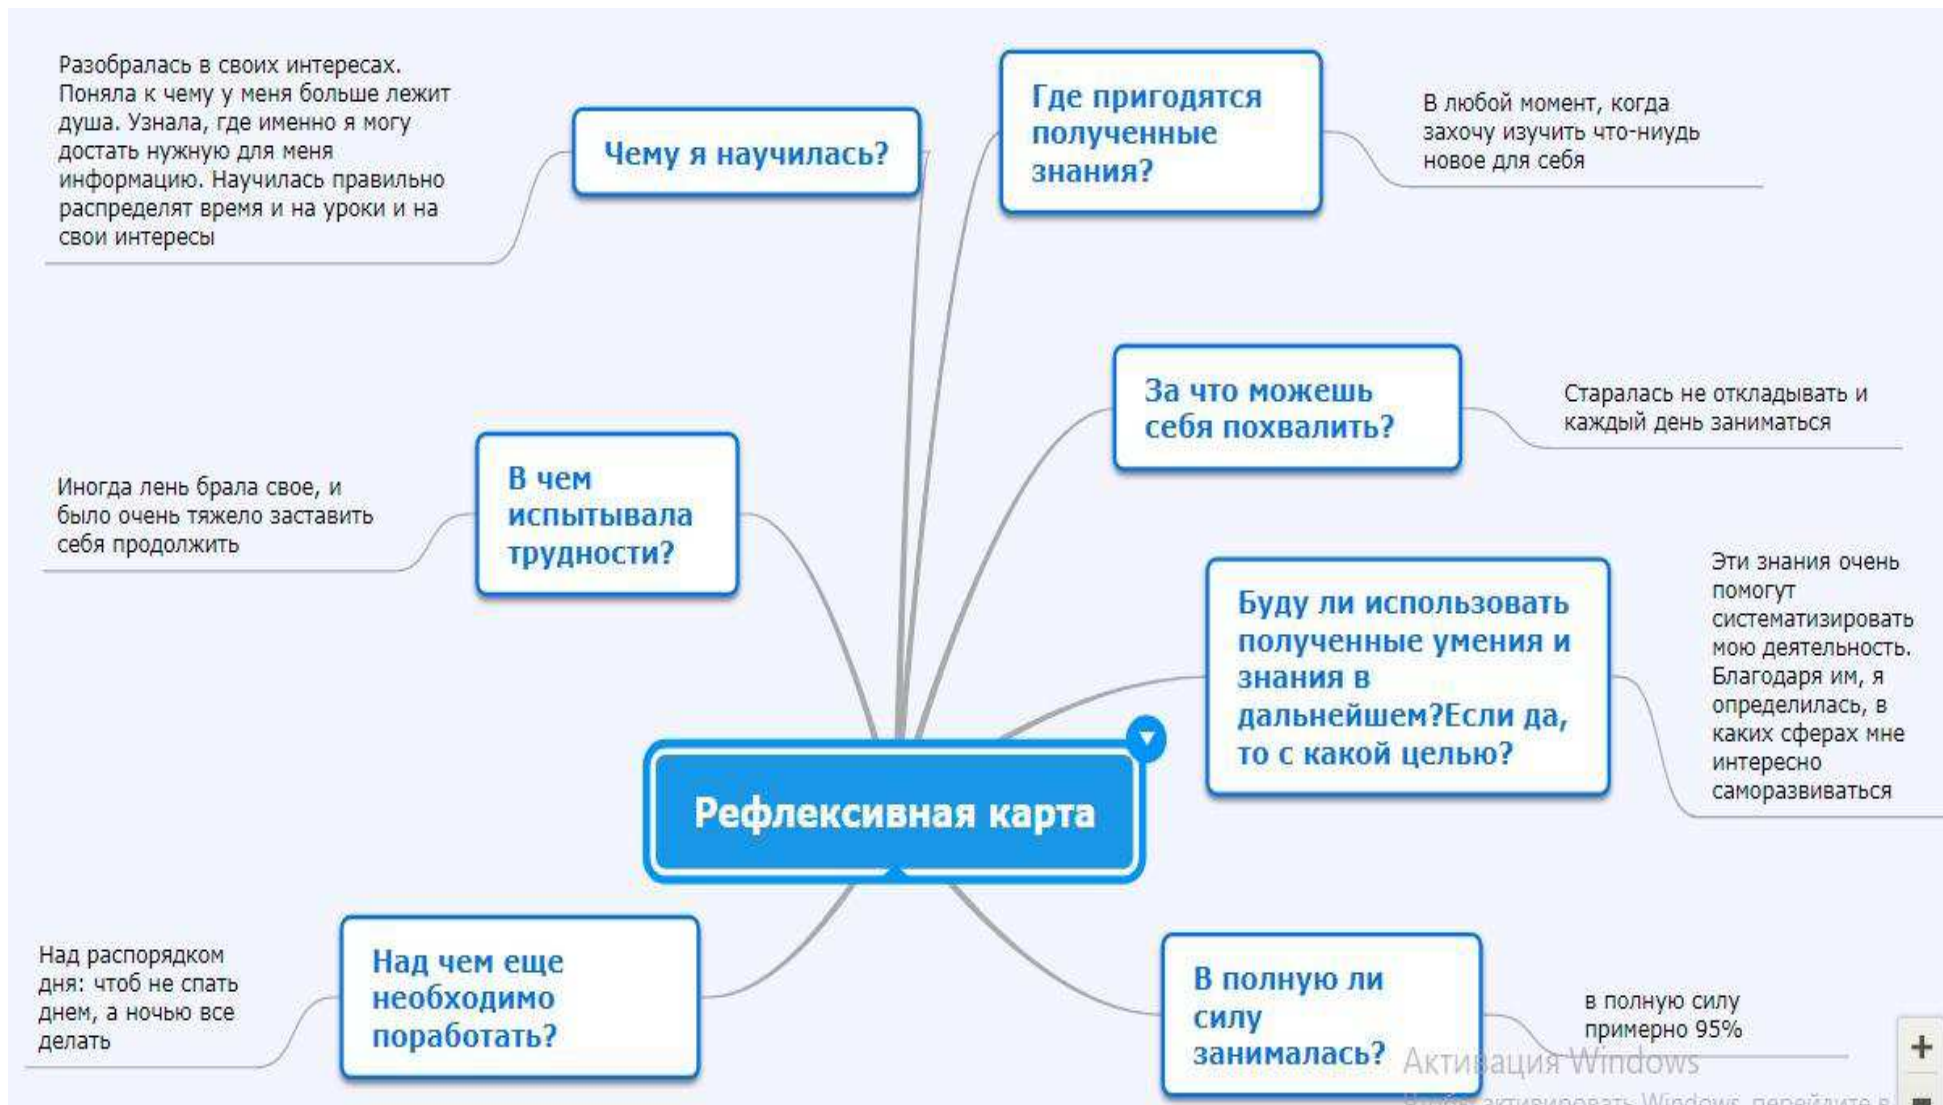 Разобралась в своих интересах.
Поняла к чему у меня больше лежит
душа. Узнала, где именно я могу
достать нужную для меня
информацию. Научилась правильно
распределят время и на уроки и на
свои интересы
Чему я научилась?
Где пригодятся
полученные
знания?
В любой момент, когда
захочу изучить что-ниудь
новое для себя
За что можешь
себя похвалить?
Старалась не откладывать и
каждый день заниматься
Иногда лень брала свое, и
было очень тяжело заставить
себя продолжить
В чем
испытывала
трудности?
Буду ли использовать
полученные умения и
знания в
дальнейшем?Если да,
то с какой целью?
Эти знания очень
помогут
систематизировать
мою деятельность.
Благодаря им, я
определилась, в
каких сферах мне
интересно
саморазвиваться
Рефлексивная карта
Над распорядком
дня: чтоб не спать
днем, а ночью все
делать
Над чем еще
необходимо
поработать?
В полную ли
силу
занималась?
в полную силу
примерно 95%
Активация Windows
активировать Windows, перейдите в